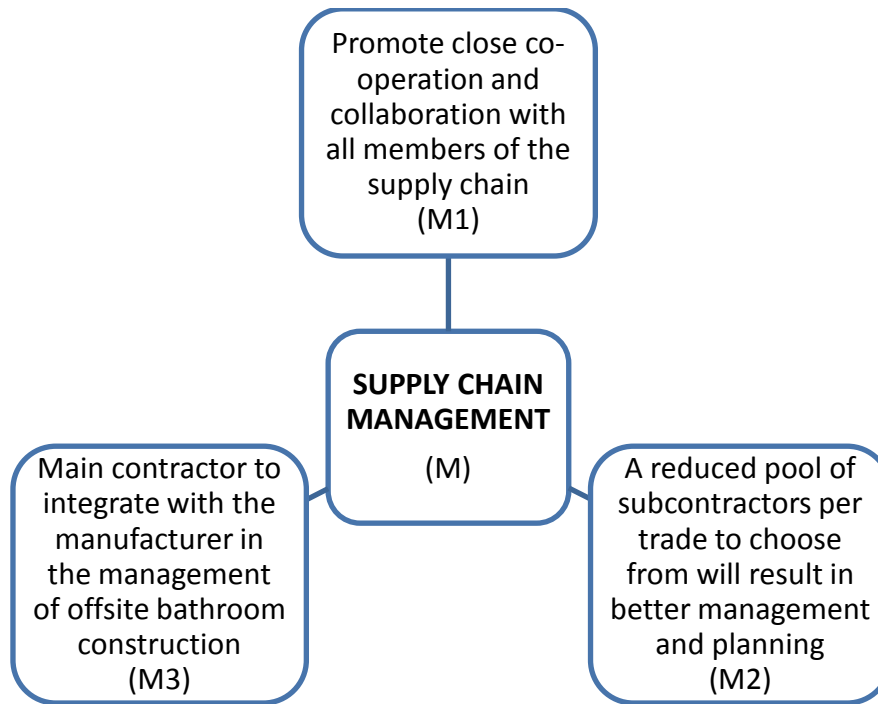 Promote close co-
operation and
collaboration with
all members of the
supply chain
(M1)
SUPPLY CHAIN
MANAGEMENT
(M)
Main contractor to
integrate with the
manufacturer in
the management
of offsite bathroom
construction
(M3)
A reduced pool of
subcontractors per
trade to choose
from will result in
better management
and planning
(M2)